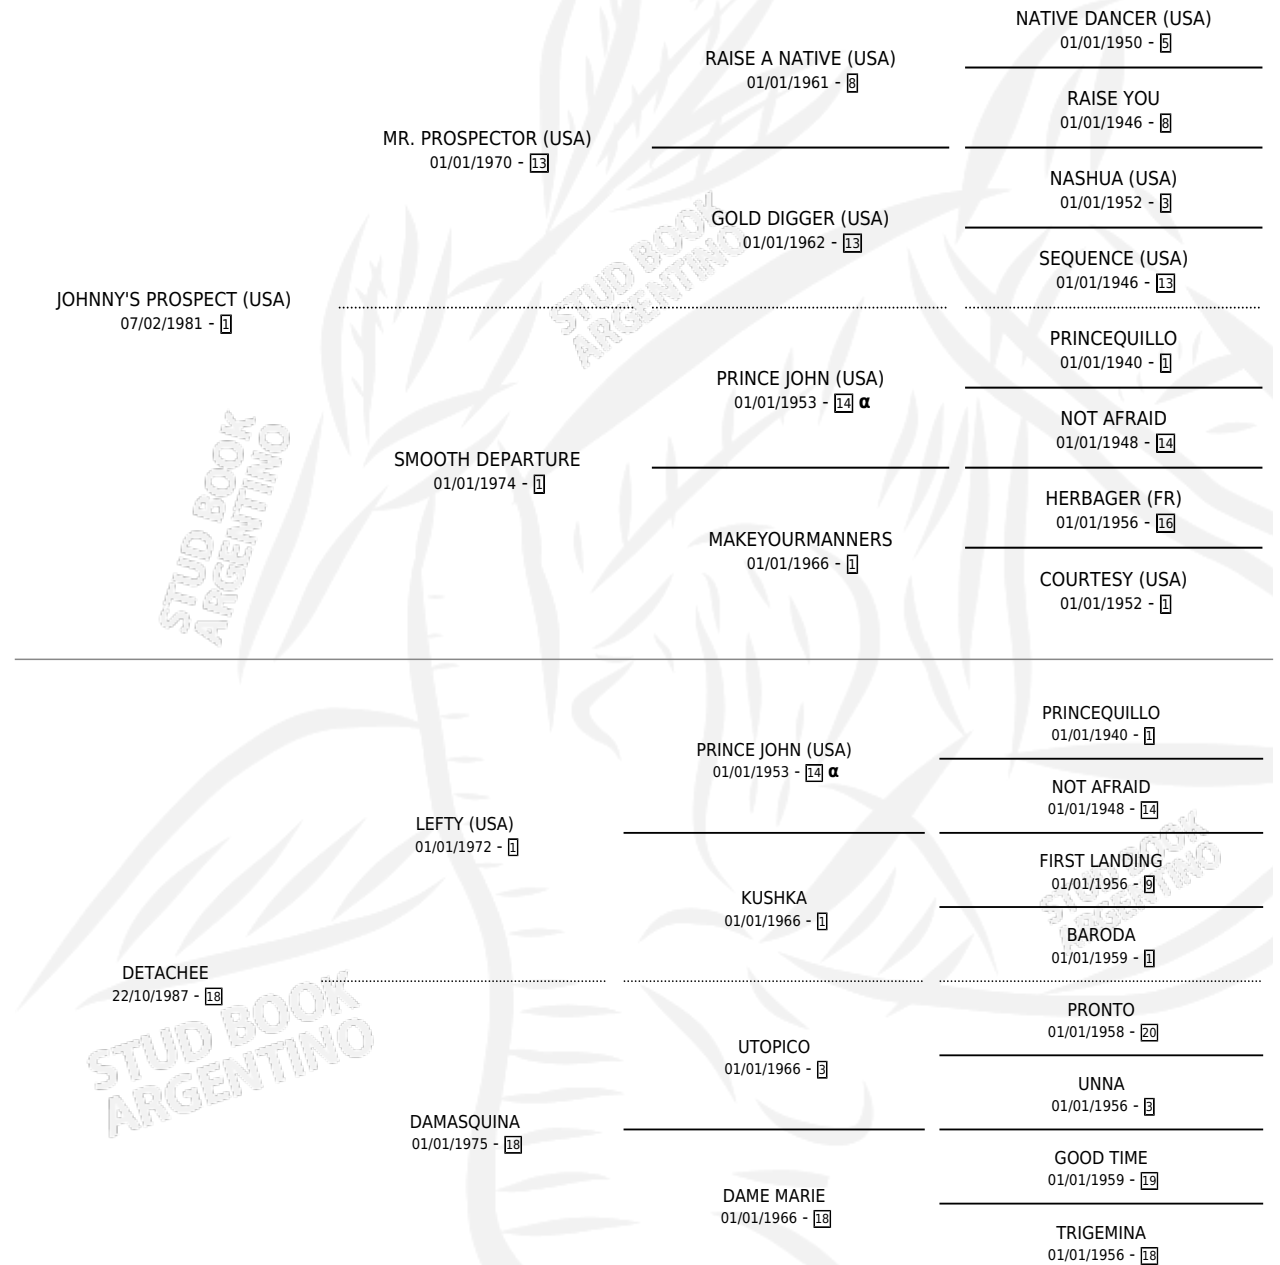 NATIVE DANCER (USA)
01/01/1950 - 5
RAISE A NATIVE (USA)
01/01/1961 - 8
RAISE YOU
01/01/1946 - 8
MR. PROSPECTOR (USA)
01/01/1970 - 13
NASHUA (USA)
01/01/1952 - 3
GOLD DIGGER (USA)
01/01/1962 - 13
SEQUENCE (USA)
01/01/1946 - 13
JOHNNY'S PROSPECT (USA)
07/02/1981 - 1
PRINCEQUILLO
01/01/1940 - 1
PRINCE JOHN (USA)
01/01/1953 - 14 α
NOT AFRAID
01/01/1948 - 14
SMOOTH DEPARTURE
01/01/1974 - 1
HERBAGER (FR)
01/01/1956 - 16
MAKEYOURMANNERS
01/01/1966 - 1
COURTESY (USA)
01/01/1952 - 1
PRINCEQUILLO
01/01/1940 - 1
PRINCE JOHN (USA)
01/01/1953 - 14 α
NOT AFRAID
01/01/1948 - 14
LEFTY (USA)
01/01/1972 - 1
FIRST LANDING
01/01/1956 - 9
KUSHKA
01/01/1966 - 1
BARODA
01/01/1959 - 1
DETACHEE
22/10/1987 - 18
PRONTO
01/01/1958 - 20
UTOPICO
01/01/1966 - 3
UNNA
01/01/1956 - 3
DAMASQUINA
01/01/1975 - 18
GOOD TIME
01/01/1959 - 19
DAME MARIE
01/01/1966 - 18
TRIGEMINA
01/01/1956 - 18
STUD BOOK
ARGENTINO
STUD BOOK
ARGENTINO
STUD BOOK
ARGENTINO
STUD BOOK
ARGENTINO